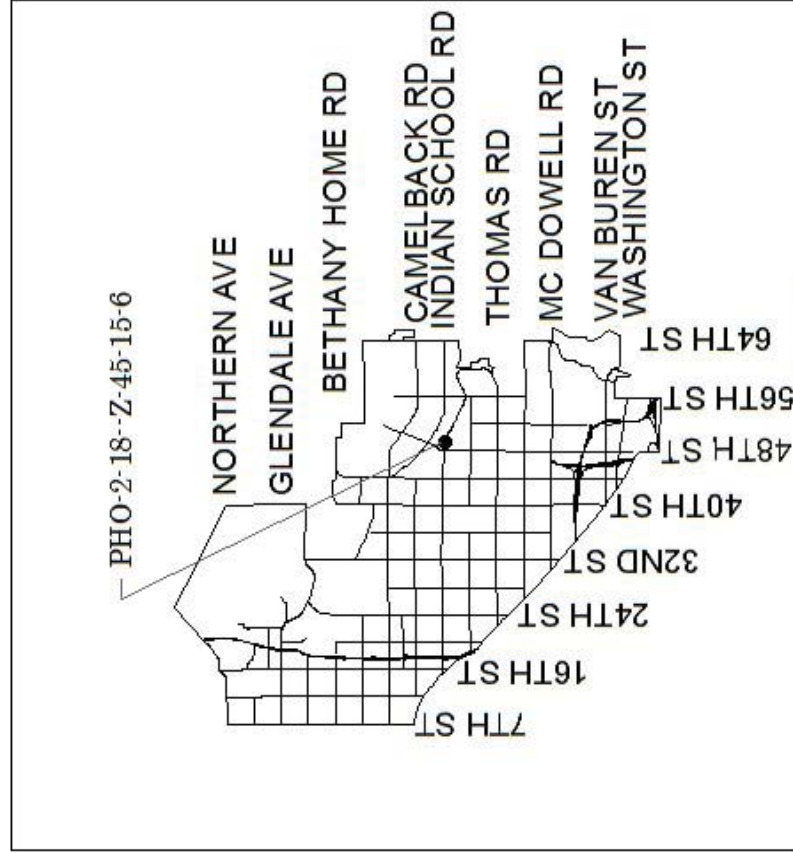 PHO-2-18--Z-45-15-6
NORTHERN AVE
GLENDALE AVE
BETHANY HOME RD
CAMELBACK RD
INDIAN SCHOOL RD
THOMAS RD
MC DOWELL RD
VAN BUREN ST
WASHINGTON ST
7TH ST
16TH ST
24TH ST
32ND ST
40TH ST
48TH ST
56TH ST
64TH ST